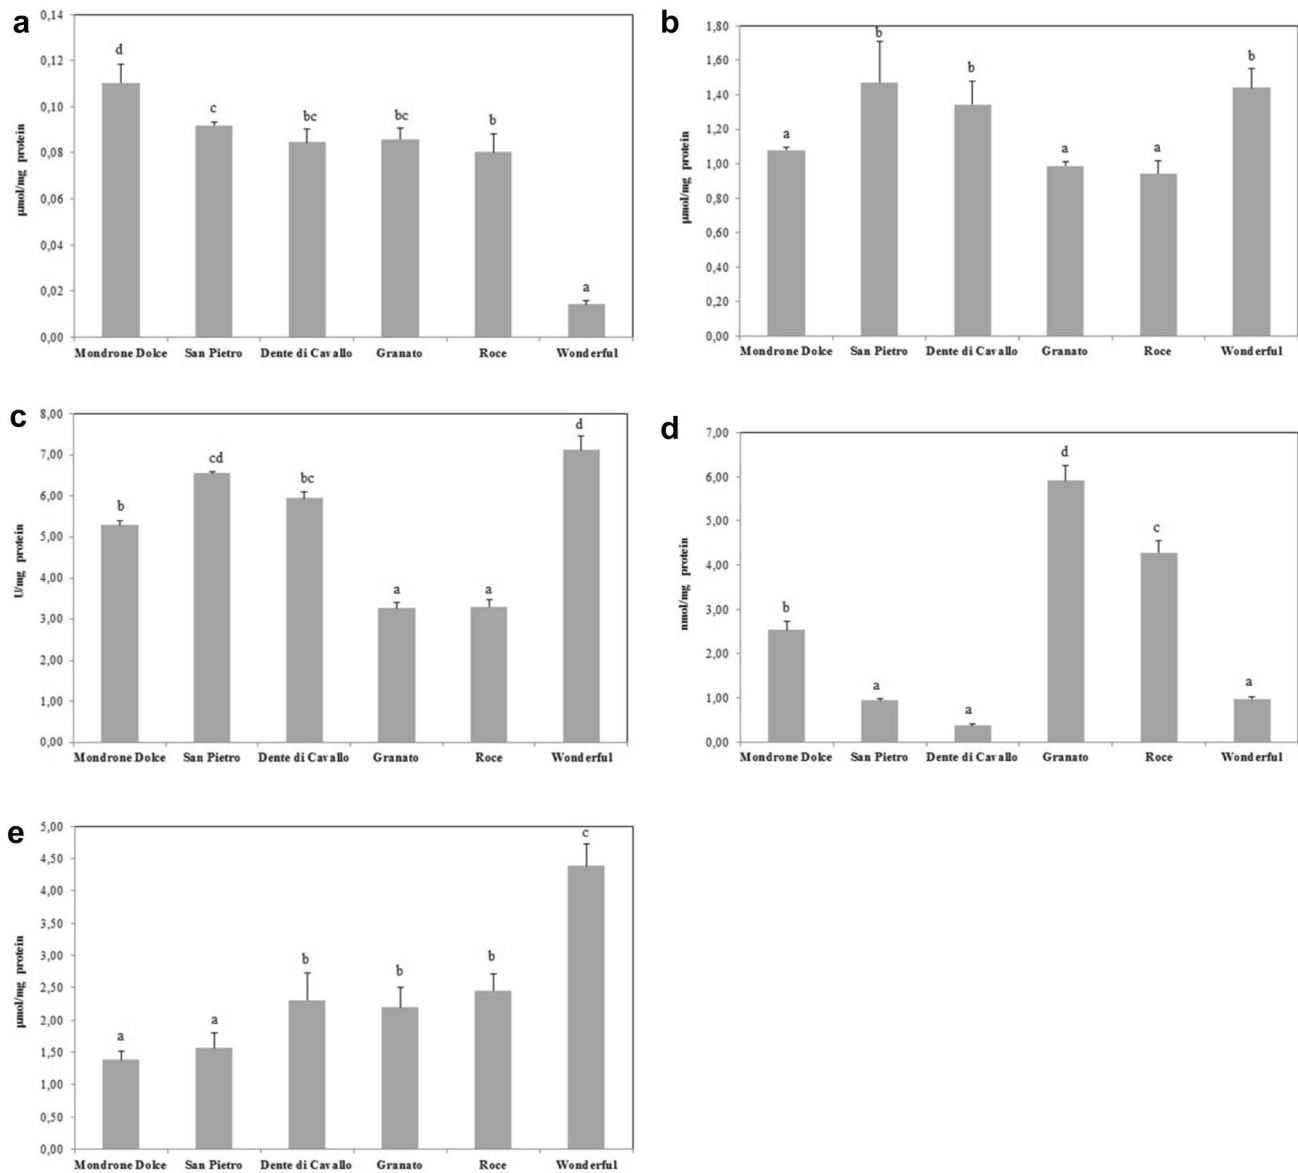 a
µmol/mg protein
0,14
0,12
0,10
0,08
0,06
0,04
0,02
0,00
d
c
bc
bc
b
a
Mondrone Dolce San Pietro Dente di Cavallo Granato Roce Wonderful
b
µmol/mg protein
1,80
1,60
1,40
1,20
1,00
0,80
0,60
0,40
0,20
0,00
a
b
b
a
a
b
Mondrone Dolce San Pietro Dente di Cavallo Granato Roce Wonderful
c
U/mg protein
8,00
7,00
6,00
5,00
4,00
3,00
2,00
1,00
0,00
b
cd
bc
a
a
d
Mondrone Dolce San Pietro Dente di Cavallo Granato Roce Wonderful
d
nmol/mg protein
7,00
6,00
5,00
4,00
3,00
2,00
1,00
0,00
b
a
a
d
c
a
Mondrone Dolce San Pietro Dente di Cavallo Granato Roce Wonderful
e
µmol/mg protein
5,00
4,50
4,00
3,50
3,00
2,50
2,00
1,50
1,00
0,50
0,00
a
a
b
b
b
c
Mondrone Dolce San Pietro Dente di Cavallo Granato Roce Wonderful